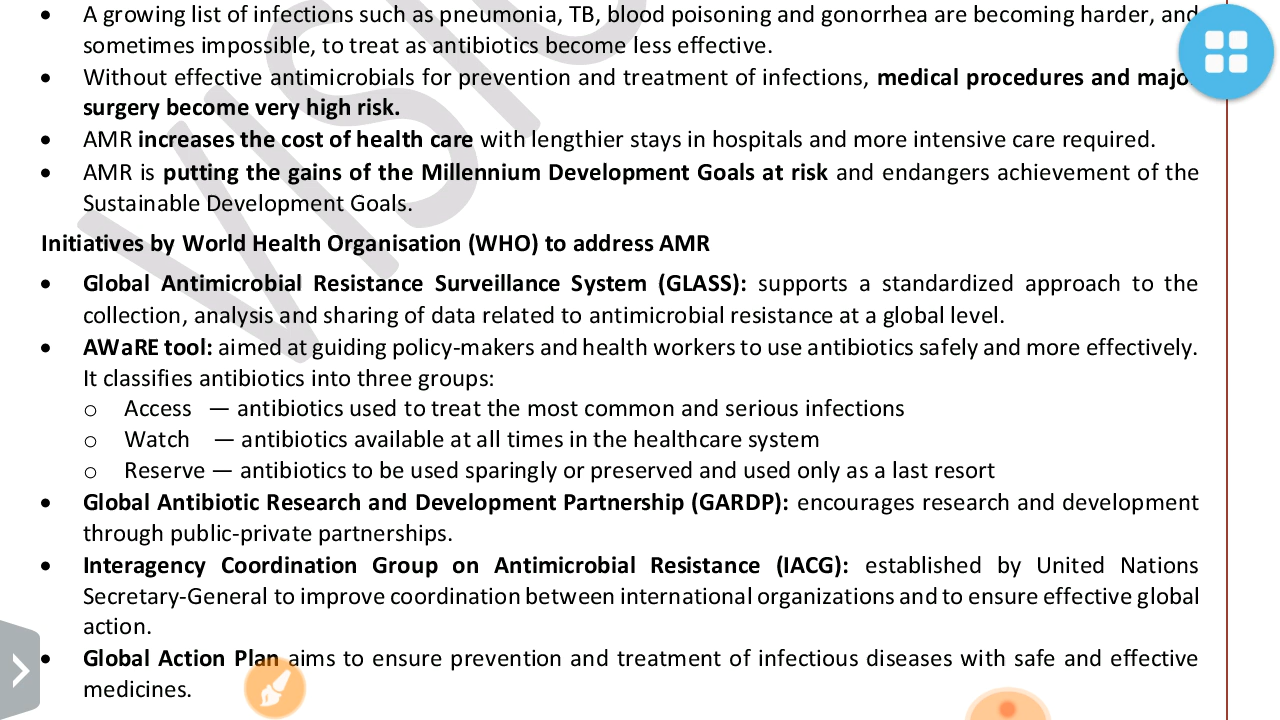 • A growing list of infections such as pneumonia, TB, blood poisoning and gonorrhea are becoming harder, and
sometimes impossible, to treat as antibiotics become less effective.
• Without effective antimicrobials for prevention and treatment of infections, medical procedures and major
surgery become very high risk.
• AMR increases the cost of health care with lengthier stays in hospitals and more intensive care required.
• AMR is putting the gains of the Millennium Development Goals at risk and endangers achievement of the
Sustainable Development Goals.
Initiatives by World Health Organisation (WHO) to address AMR
• Global Antimicrobial Resistance Surveillance System (GLASS): supports a standardized approach to the
collection, analysis and sharing of data related to antimicrobial resistance at a global level.
• AWaRE tool: aimed at guiding policy-makers and health workers to use antibiotics safely and more effectively.
It classifies antibiotics into three groups:
o Access — antibiotics used to treat the most common and serious infections
o Watch — antibiotics available at all times in the healthcare system
o Reserve — antibiotics to be used sparingly or preserved and used only as a last resort
• Global Antibiotic Research and Development Partnership (GARDP): encourages research and development
through public-private partnerships.
• Interagency Coordination Group on Antimicrobial Resistance (IACG): established by United Nations
Secretary-General to improve coordination between international organizations and to ensure effective global
action.
• Global Action Plan aims to ensure prevention and treatment of infectious diseases with safe and effective
medicines.